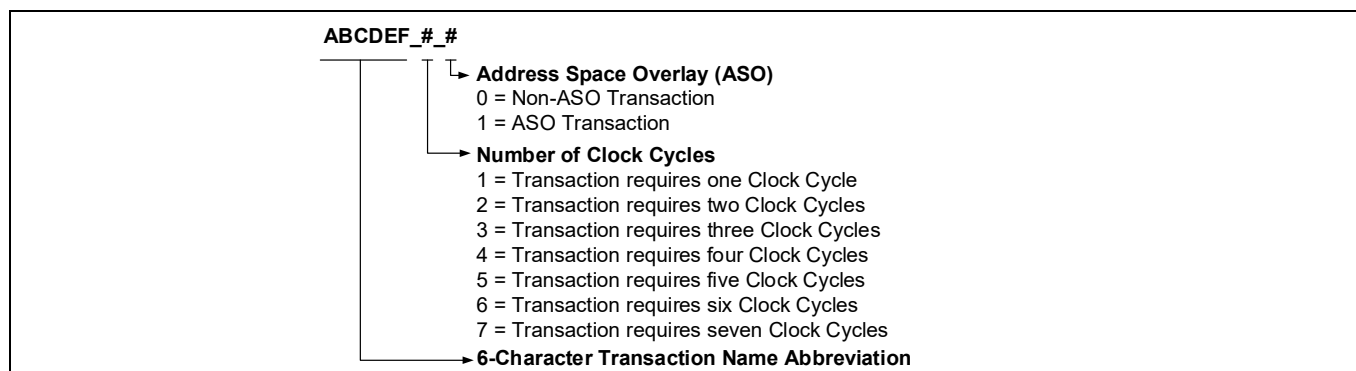 ABCDEF_#_#
Address Space Overlay (ASO)
0 = Non-ASO Transaction
1 = ASO Transaction
Number of Clock Cycles
1 = Transaction requires one Clock Cycle
2 = Transaction requires two Clock Cycles
3 = Transaction requires three Clock Cycles
4 = Transaction requires four Clock Cycles
5 = Transaction requires five Clock Cycles
6 = Transaction requires six Clock Cycles
7 = Transaction requires seven Clock Cycles
6-Character Transaction Name Abbreviation